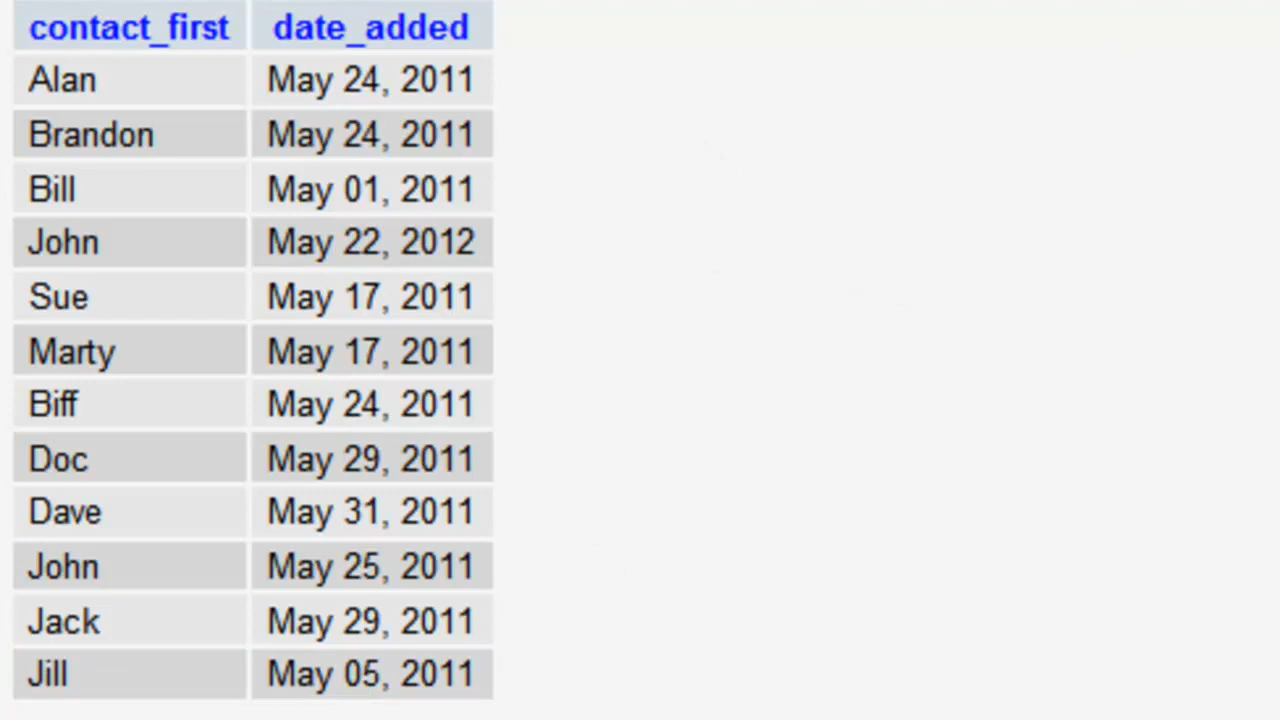 contact_first date_added
Alan May 24, 2011
Brandon May 24, 2011
Bill May 01, 2011
John May 22, 2012
Sue May 17, 2011
Marty May 17, 2011
Biff May 24, 2011
Doc May 29, 2011
Dave May 31, 2011
John May 25, 2011
Jack May 29, 2011
Jill May 05, 2011